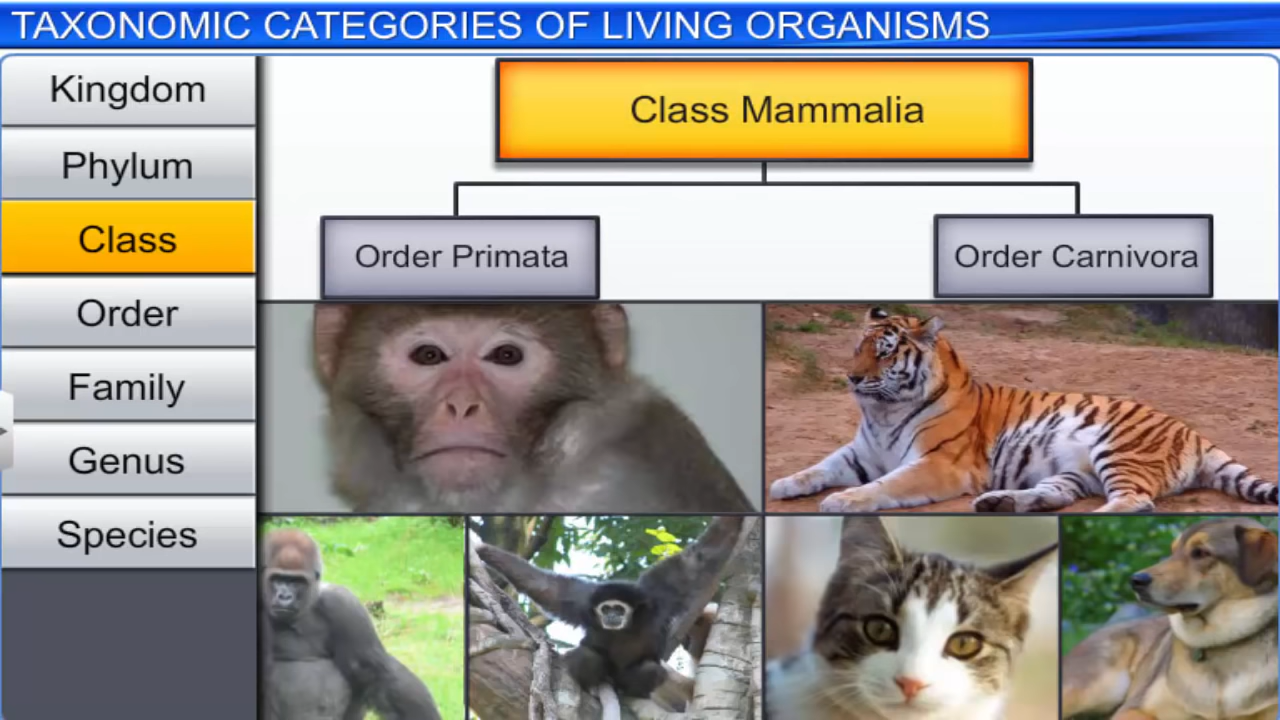 TAXONOMIC CATEGORIES OF LIVING ORGANISMS
Kingdom
Phylum
Class
Order
Family
Genus
Species
Class Mammalia
Order Primata
Order Carnivora